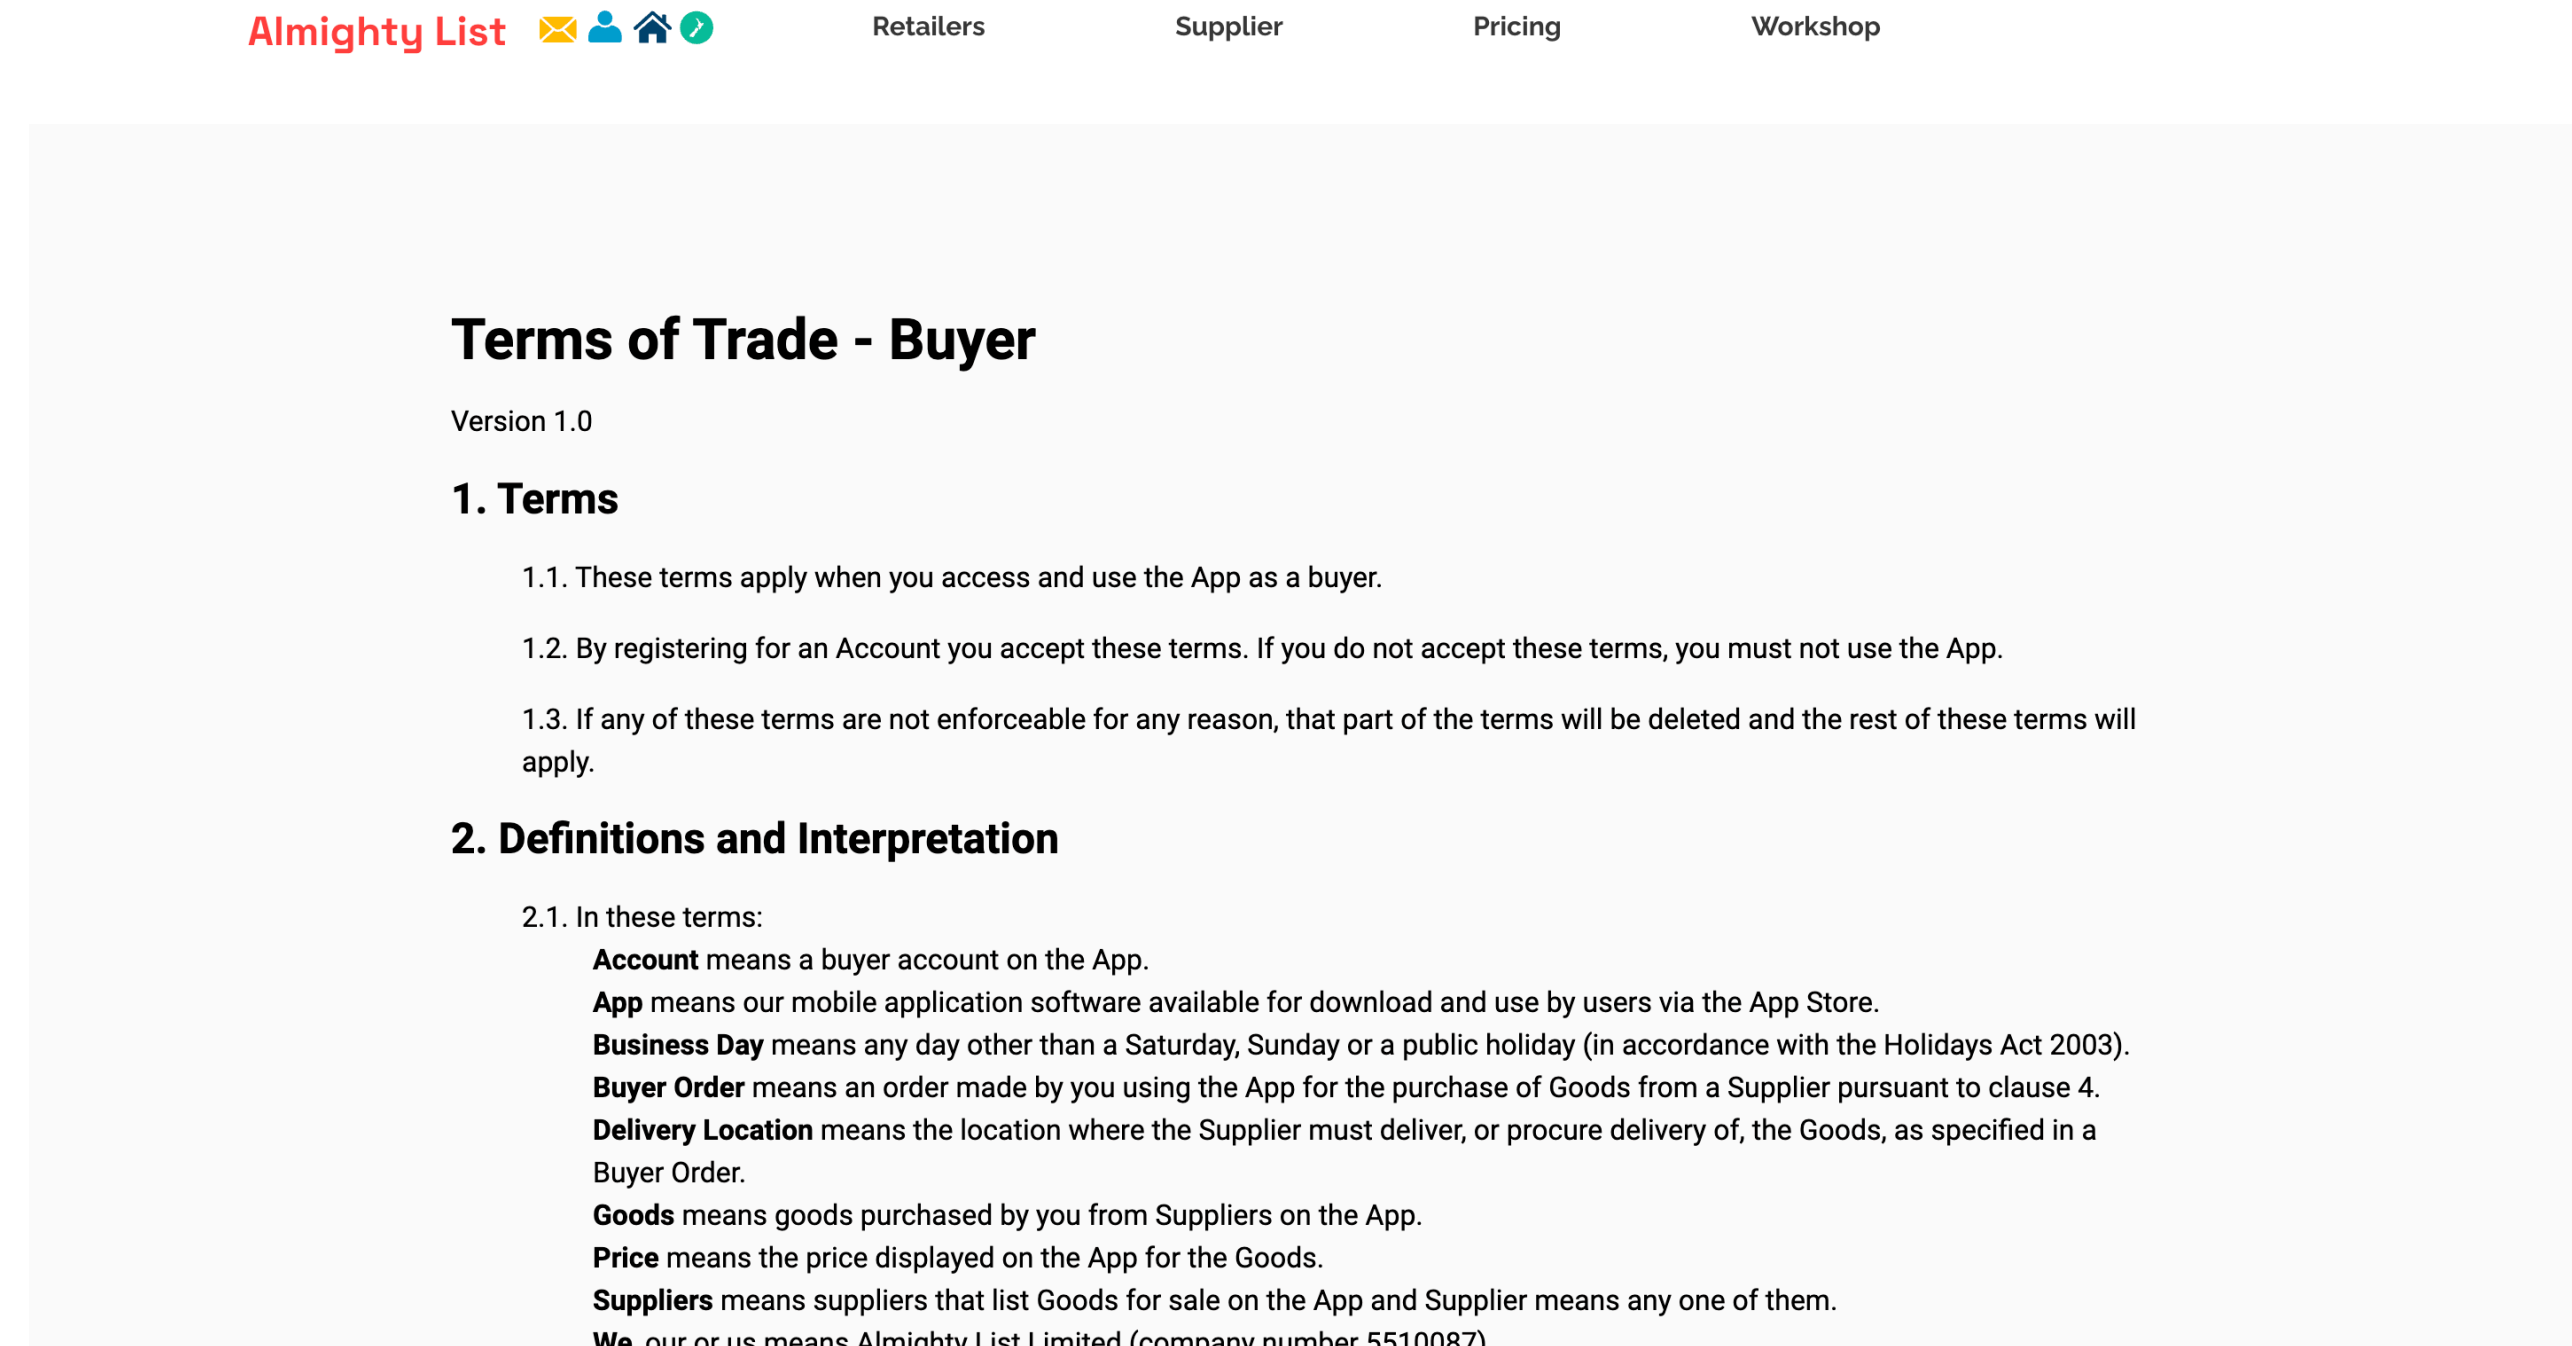 Almighty List
Retailers
Supplier
Pricing
Workshop
Terms of Trade - Buyer
Version 1.0
1. Terms
1.1. These terms apply when you access and use the App as a buyer.
1.2. By registering for an Account you accept these terms. If you do not accept these terms, you must not use the App.
1.3. If any of these terms are not enforceable for any reason, that part of the terms will be deleted and the rest of these terms will
apply.
2. Definitions and Interpretation
2.1. In these terms:
Account means a buyer account on the App.
App means our mobile application software available for download and use by users via the App Store.
Business Day means any day other than a Saturday, Sunday or a public holiday (in accordance with the Holidays Act 2003).
Buyer Order means an order made by you using the App for the purchase of Goods from a Supplier pursuant to clause 4.
Delivery Location means the location where the Supplier must deliver, or procure delivery of, the Goods, as specified in a
Buyer Order.
Goods means goods purchased by you from Suppliers on the App.
Price means the price displayed on the App for the Goods.
Suppliers means suppliers that list Goods for sale on the App and Supplier means any one of them.
We, our or us means Almighty List Limited (company number 5510087)